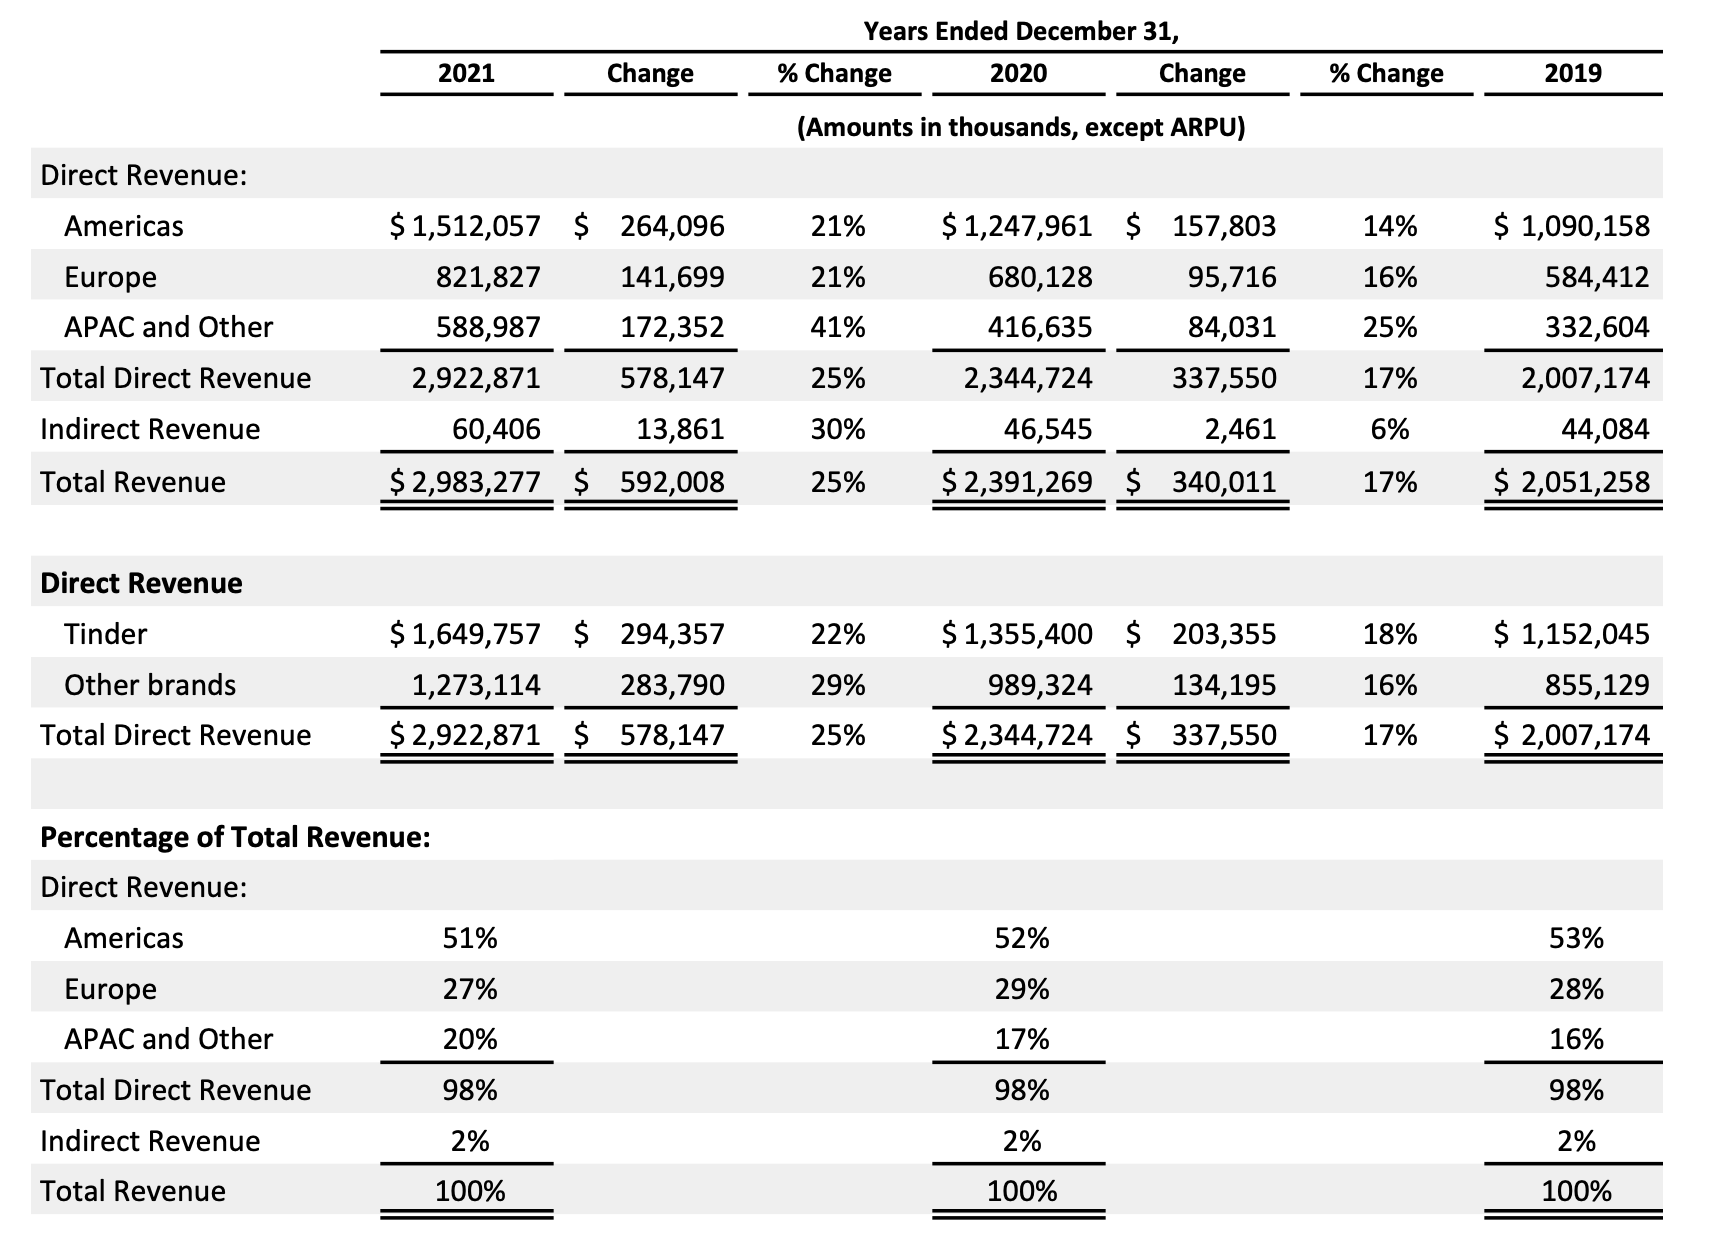 Years Ended December 31,
2021 Change % Change 2020 Change % Change 2019
(Amounts in thousands, except ARPU)
Direct Revenue:
Americas $ 1,512,057 $ 264,096 21% $ 1,247,961 $ 157,803 14% $ 1,090,158
Europe 821,827 141,699 21% 680,128 95,716 16% 584,412
APAC and Other 588,987 172,352 41% 416,635 84,031 25% 332,604
Total Direct Revenue 2,922,871 578,147 25% 2,344,724 337,550 17% 2,007,174
Indirect Revenue 60,406 13,861 30% 46,545 2,461 6% 44,084
Total Revenue $ 2,983,277 $ 592,008 25% $ 2,391,269 $ 340,011 17% $ 2,051,258
Direct Revenue
Tinder $ 1,649,757 $ 294,357 22% $ 1,355,400 $ 203,355 18% $ 1,152,045
Other brands 1,273,114 283,790 29% 989,324 134,195 16% 855,129
Total Direct Revenue $ 2,922,871 $ 578,147 25% $ 2,344,724 $ 337,550 17% $ 2,007,174
Percentage of Total Revenue:
Direct Revenue:
Americas 51% 52% 53%
Europe 27% 29% 28%
APAC and Other 20% 17% 16%
Total Direct Revenue 98% 98% 98%
Indirect Revenue 2% 2% 2%
Total Revenue 100% 100% 100%